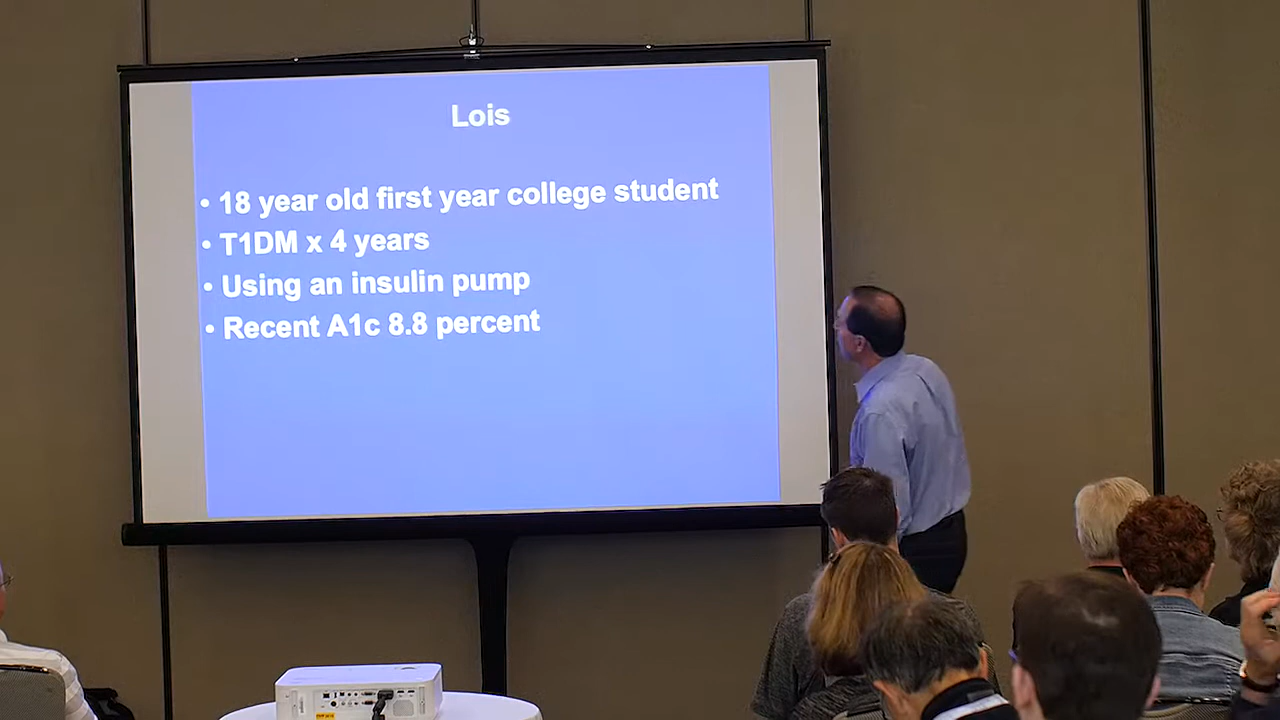 Lois
• 18 year old first year college student
• T1DM x 4 years
• Using an insulin pump
• Recent A1c 8.8 percent